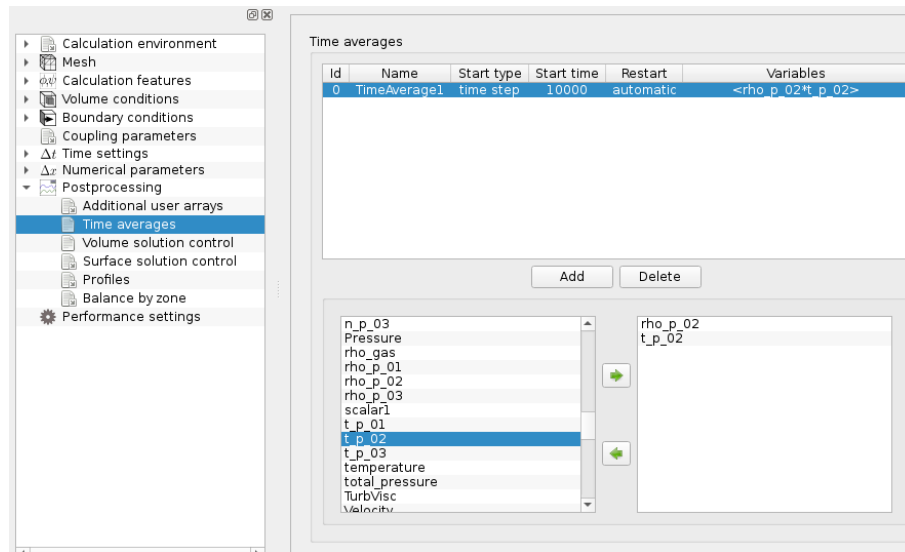 Calculation environment
Mesh
φ,ψ Calculation features
Volume conditions
Boundary conditions
Coupling parameters
Δt Time settings
Δx Numerical parameters
Postprocessing
Additional user arrays
Time averages
Volume solution control
Surface solution control
Profiles
Balance by zone
Performance settings
Time averages
Id Name Start type Start time Restart Variables
0 TimeAverage1 time step 10000 automatic <rho_p_02*t_p_02>
Add Delete
n_p_03
Pressure
rho_gas
rho_p_01
rho_p_02
rho_p_03
scalar1
t_p_01
t_p_02
t_p_03
temperature
total_pressure
TurbVisc
Velocity
rho_p_02
t_p_02